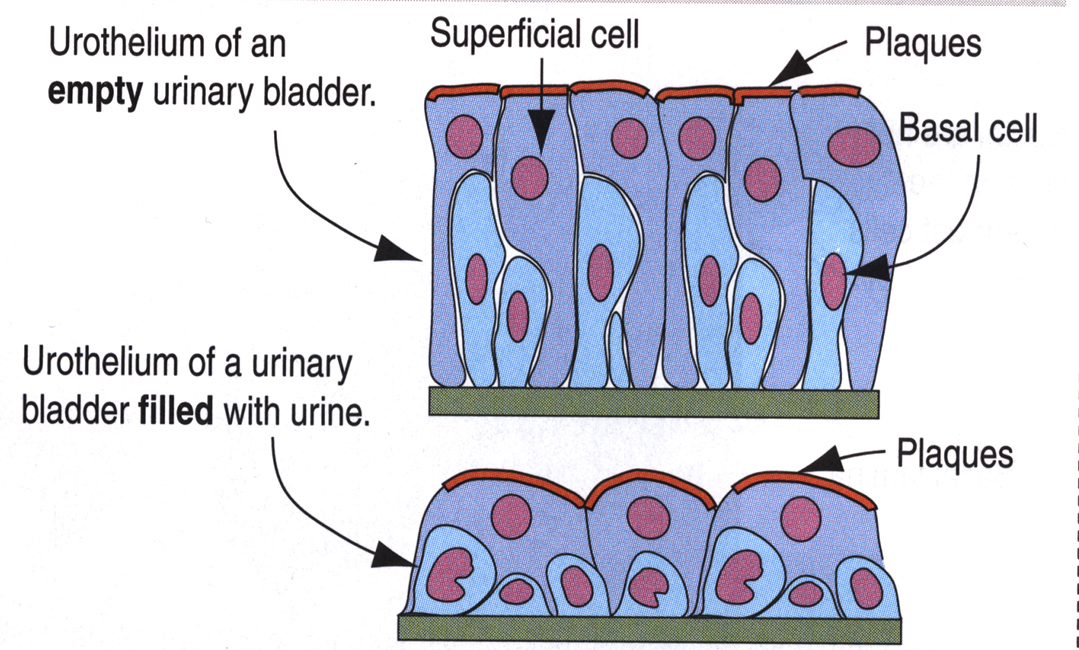 Urothelium of an
empty urinary bladder.
Superficial cell
Plaques
Basal cell
Urothelium of a urinary
bladder filled with urine.
Plaques